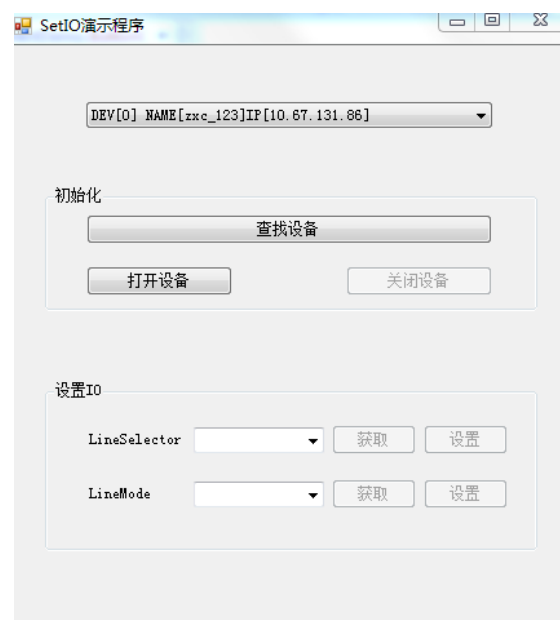 SetIO演示程序
DEV[0] NAME[zxc_123]IP[10.67.131.86]
初始化
查找设备
打开设备 关闭设备
设置IO
LineSelector 获取 设置
LineMode 获取 设置